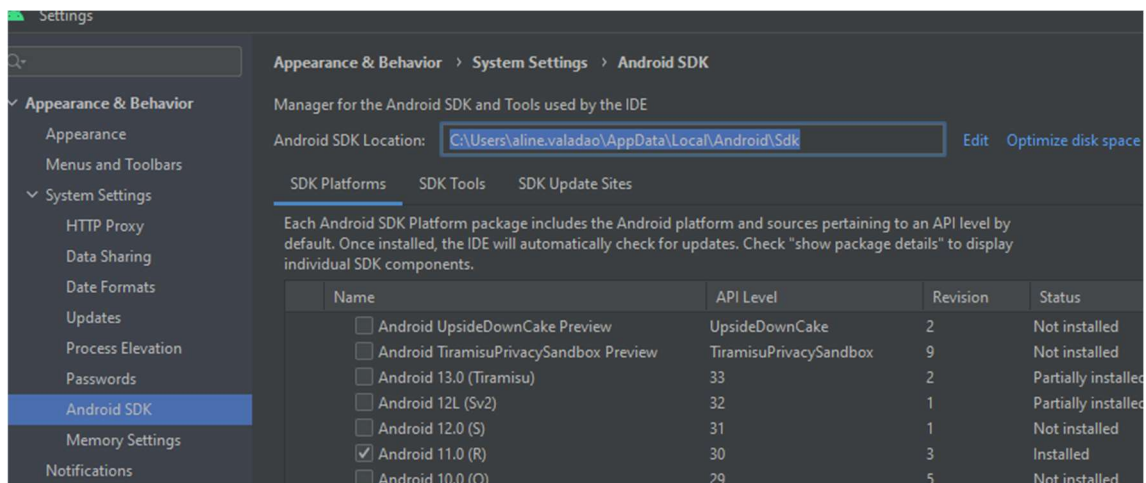 Settings
Appearance & Behavior
Appearance
Menus and Toolbars
System Settings
HTTP Proxy
Data Sharing
Date Formats
Updates
Process Elevation
Passwords
Android SDK
Memory Settings
Notifications
Appearance & Behavior > System Settings > Android SDK
Manager for the Android SDK and Tools used by the IDE
Android SDK Location: C:\Users\aline.valadao\AppData\Local\Android\Sdk Edit Optimize disk space
SDK Platforms SDK Tools SDK Update Sites
Each Android SDK Platform package includes the Android platform and sources pertaining to an API level by
default. Once installed, the IDE will automatically check for updates. Check "show package details" to display
individual SDK components.
Name API Level Revision Status
Android UpsideDownCake Preview UpsideDownCake 2 Not installed
Android TiramisuPrivacySandbox Preview TiramisuPrivacySandbox 9 Not installed
Android 13.0 (Tiramisu) 33 2 Partially installed
Android 12L (Sv2) 32 1 Partially installed
Android 12.0 (S) 31 1 Not installed
Android 11.0 (R) 30 3 Installed
Android 10.0 (Q) 29 5 Not installed